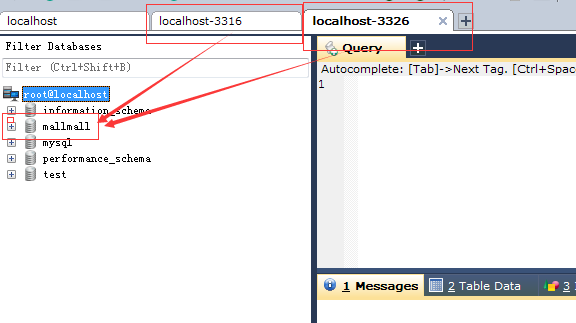 localhost localhost-3316 localhost-3326
Filter Databases
Filter (Ctrl+Shift+B)
root@localhost
information_schema
mallmall
mysql
performance_schema
test
Query
Autocomplete: [Tab]->Next Tag. [Ctrl+Spac
1
1 Messages 2 Table Data 3